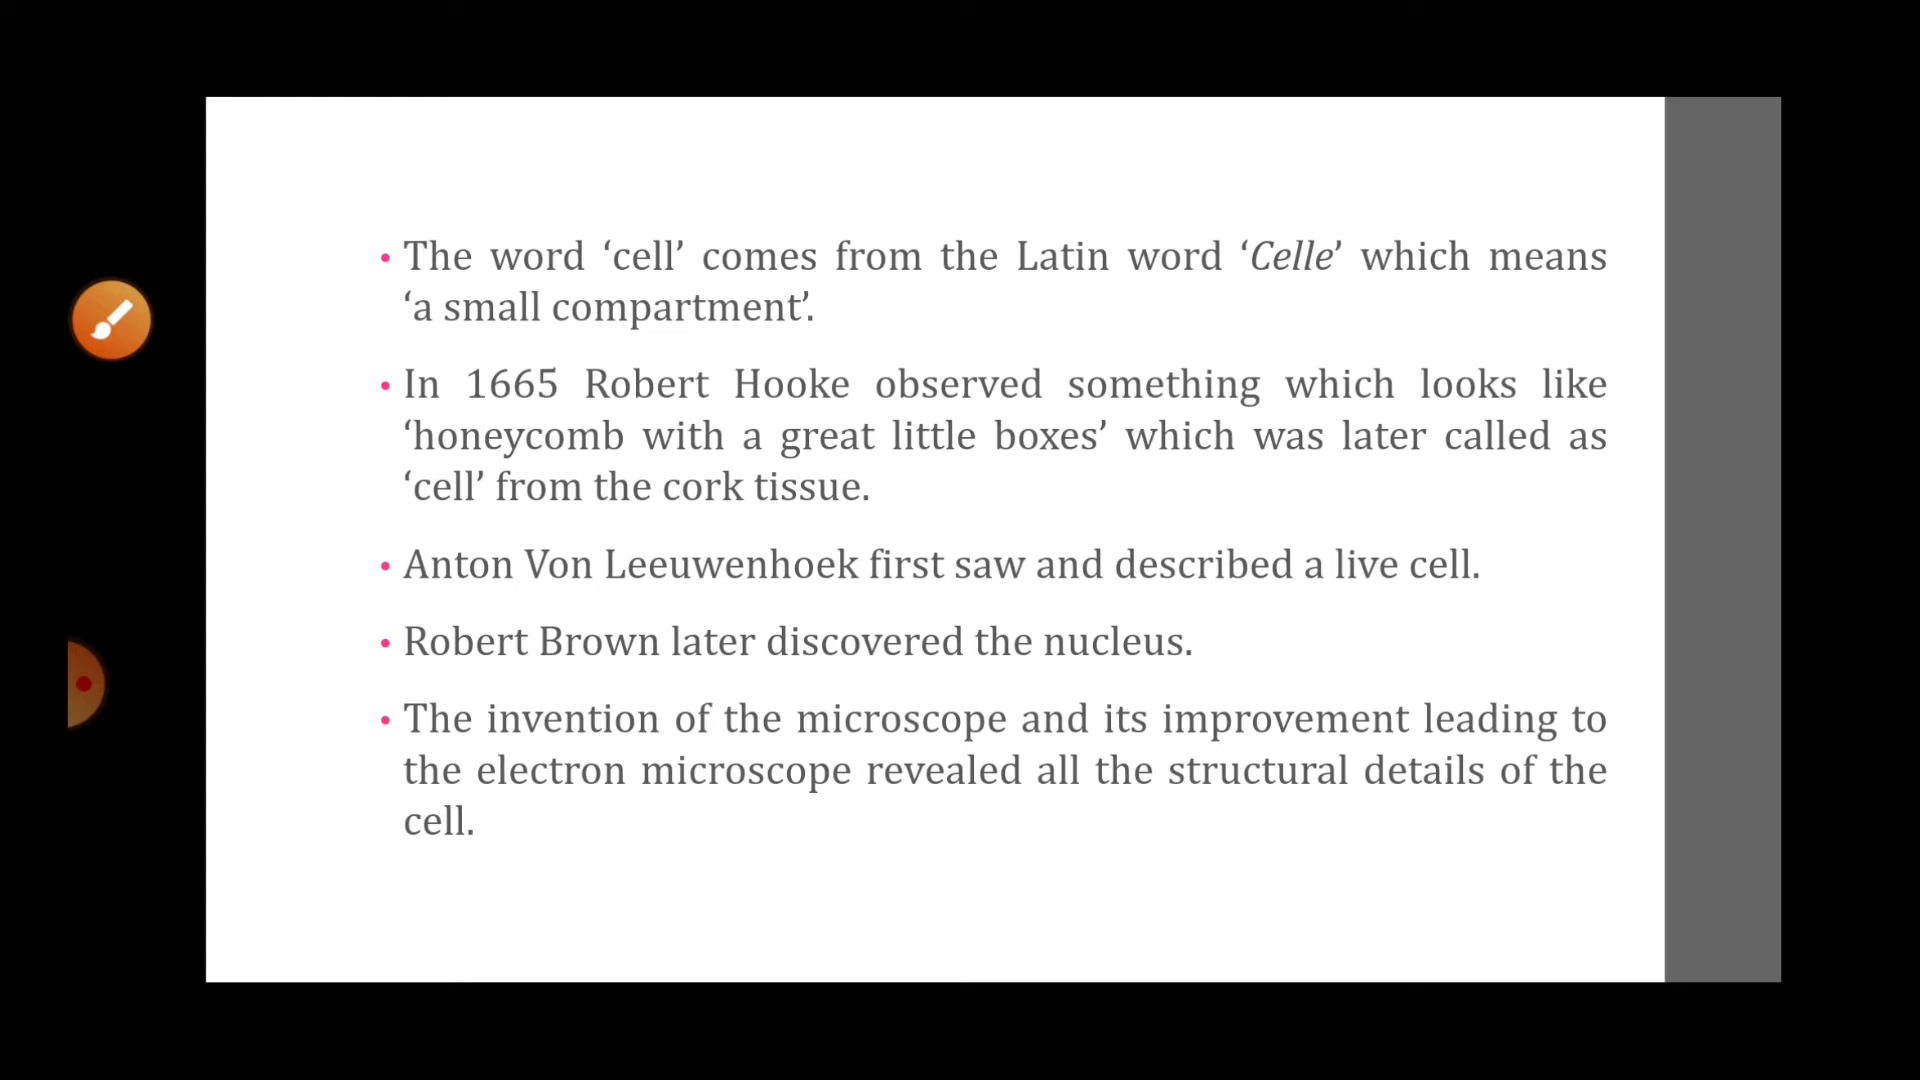 • The word ‘cell’ comes from the Latin word ‘Celle’ which means
‘a small compartment’.
• In 1665 Robert Hooke observed something which looks like
‘honeycomb with a great little boxes’ which was later called as
‘cell’ from the cork tissue.
• Anton Von Leeuwenhoek first saw and described a live cell.
• Robert Brown later discovered the nucleus.
• The invention of the microscope and its improvement leading to
the electron microscope revealed all the structural details of the
cell.